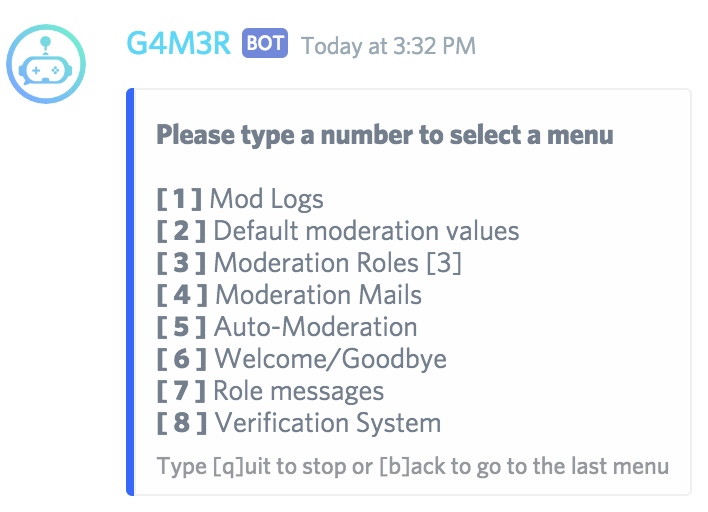 G4M3R BOT Today at 3:32 PM
Please type a number to select a menu
[ 1 ] Mod Logs
[ 2 ] Default moderation values
[ 3 ] Moderation Roles [3]
[ 4 ] Moderation Mails
[ 5 ] Auto-Moderation
[ 6 ] Welcome/Goodbye
[ 7 ] Role messages
[ 8 ] Verification System
Type [q]uit to stop or [b]ack to go to the last menu